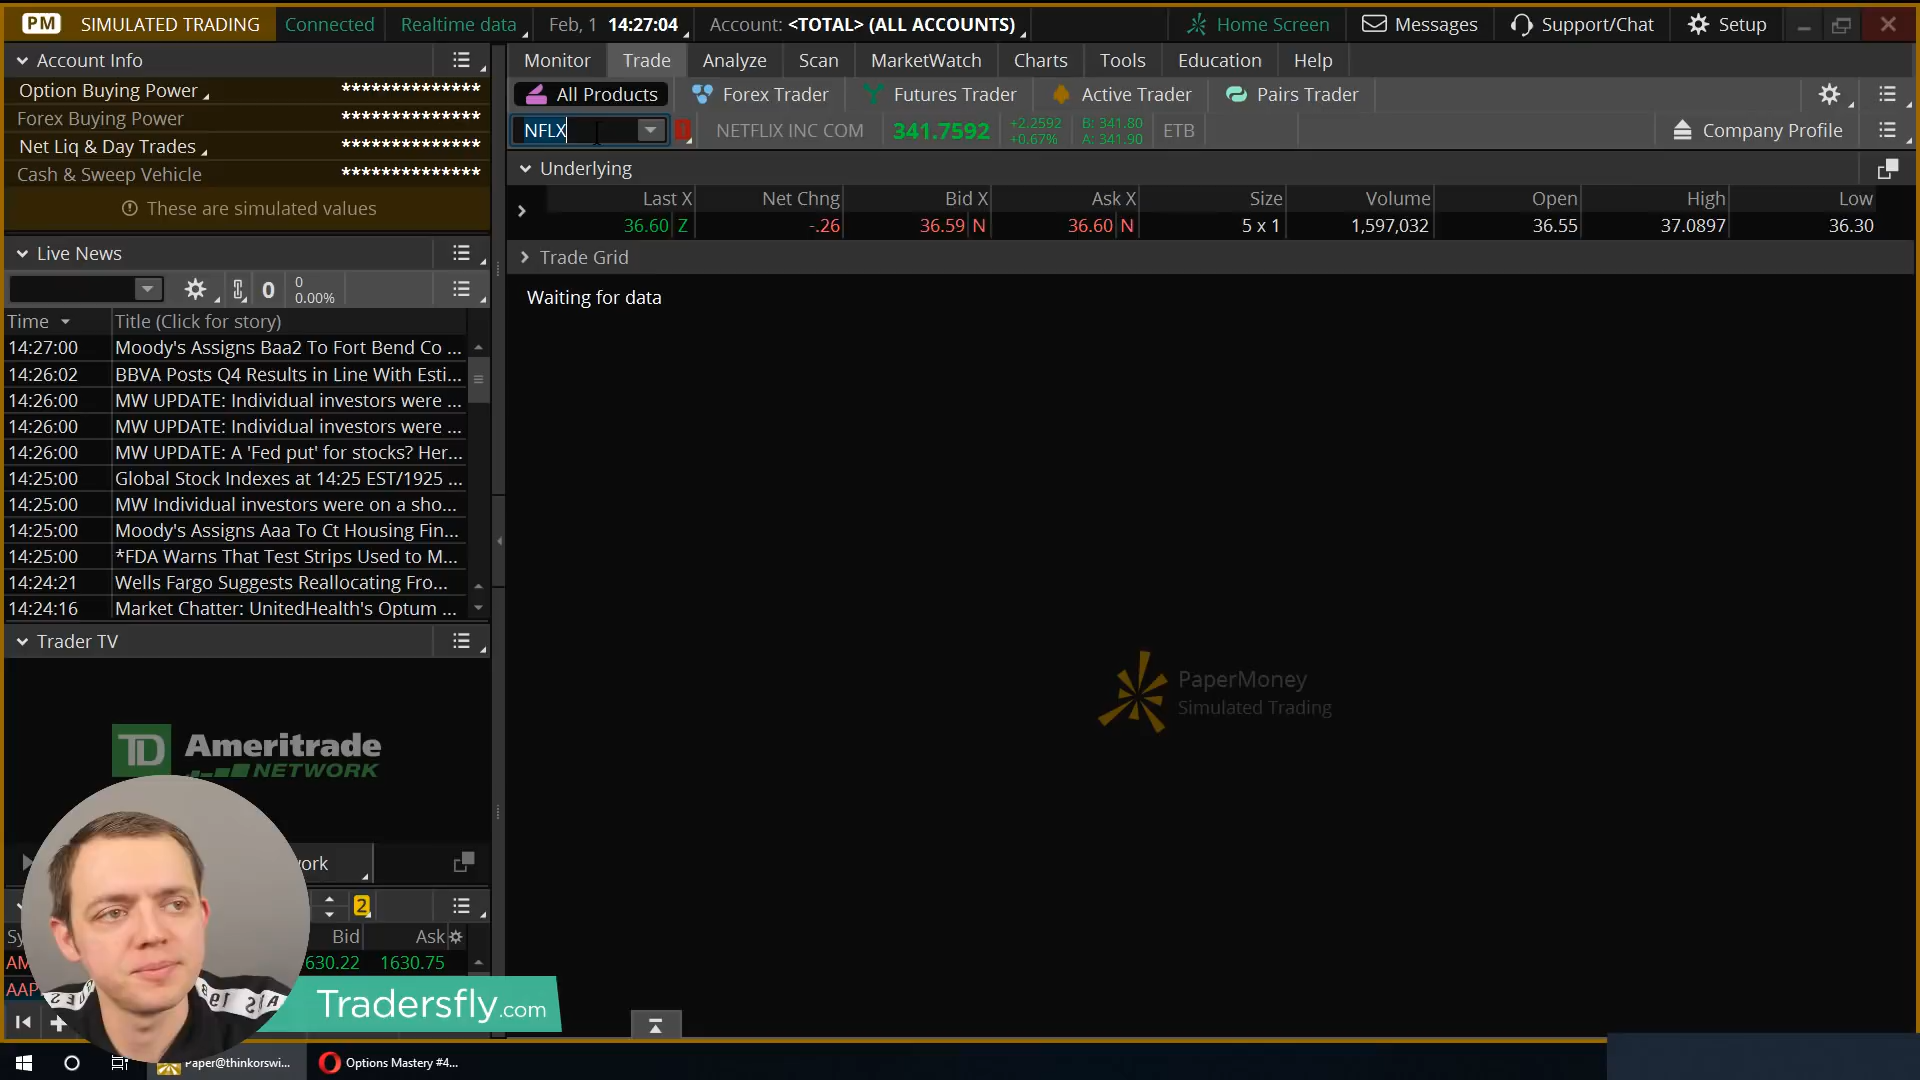 PM SIMULATED TRADING Connected Realtime data Feb, 1 14:27:04 Account: <TOTAL> (ALL ACCOUNTS) Home Screen Messages Support/Chat Setup
Account Info
Option Buying Power **************
Forex Buying Power **************
Net Liq & Day Trades **************
Cash & Sweep Vehicle **************
These are simulated values
Live News
0 0
0.00%
Time Title (Click for story)
14:27:00 Moody's Assigns Baa2 To Fort Bend Co ...
14:26:02 BBVA Posts Q4 Results in Line With Esti...
14:26:00 MW UPDATE: Individual investors were ...
14:26:00 MW UPDATE: Individual investors were ...
14:26:00 MW UPDATE: A 'Fed put' for stocks? Her...
14:25:00 Global Stock Indexes at 14:25 EST/1925 ...
14:25:00 MW Individual investors were on a sho...
14:25:00 Moody's Assigns Aaa To Ct Housing Fin...
14:25:00 *FDA Warns That Test Strips Used to M...
14:24:21 Wells Fargo Suggests Reallocating Fro...
14:24:16 Market Chatter: UnitedHealth's Optum ...
Trader TV
TD Ameritrade
NETWORK
ork
2
Sy Bid Ask
AM 630.22 1630.75
AAP
Tradersfly.com
Monitor Trade Analyze Scan MarketWatch Charts Tools Education Help
All Products Forex Trader Futures Trader Active Trader Pairs Trader
NFLX NETFLIX INC COM 341.7592 +2.2592 B: 341.80 ETB Company Profile
+0.67% A: 341.90
Underlying
Last X Net Chng Bid X Ask X Size Volume Open High Low
36.60 Z -.26 36.59 N 36.60 N 5 x 1 1,597,032 36.55 37.0897 36.30
Trade Grid
Waiting for data
PaperMoney
Simulated Trading
Paper@thinkorswi... Options Mastery #4...